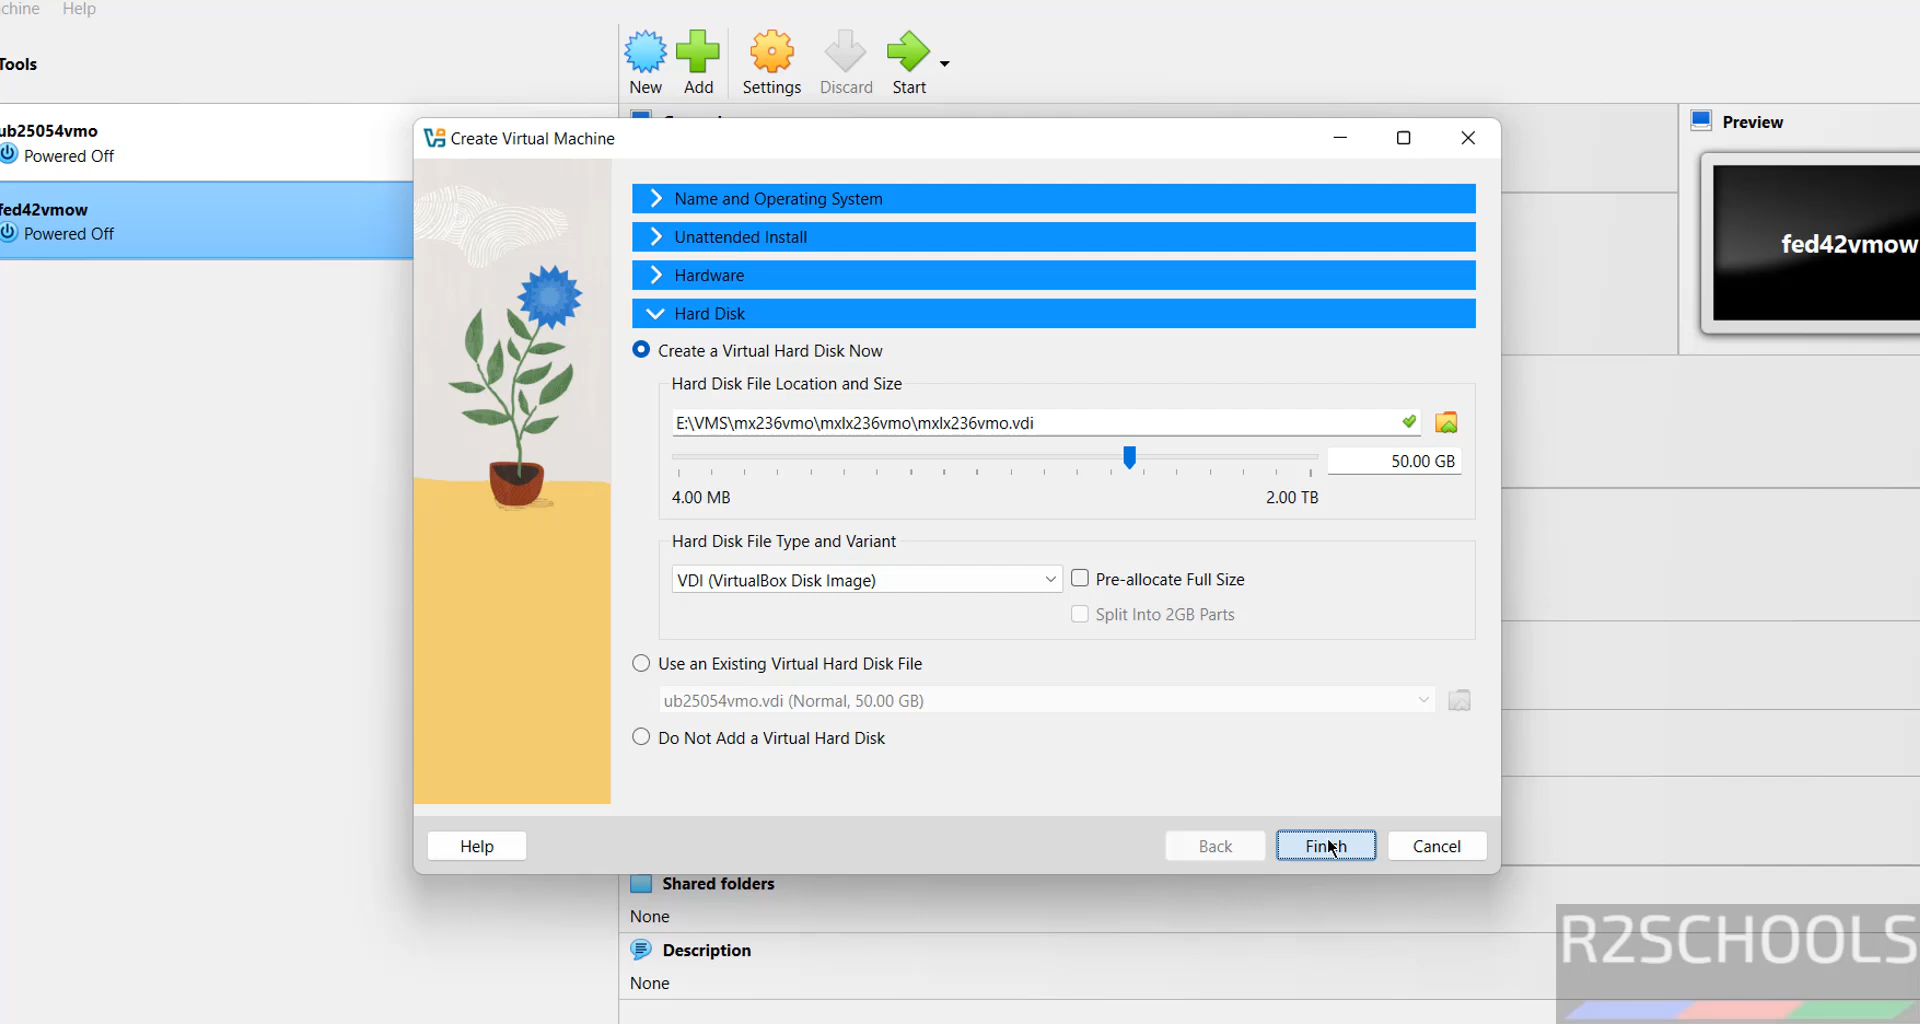 Help
Tools
New
Add
Settings
Discard
Start
ub25054vmo
Powered Off
fed42vmow
Powered Off
Create Virtual Machine
Preview
fed42vmow
Name and Operating System
Unattended Install
Hardware
Hard Disk
Create a Virtual Hard Disk Now
Hard Disk File Location and Size
E:\VMS\mx236vmo\mxlx236vmo\mxlx236vmo.vdi
50.00 GB
4.00 MB
2.00 TB
Hard Disk File Type and Variant
VDI (VirtualBox Disk Image)
Pre-allocate Full Size
Split Into 2GB Parts
Use an Existing Virtual Hard Disk File
ub25054vmo.vdi (Normal, 50.00 GB)
Do Not Add a Virtual Hard Disk
Help
Back
Finish
Cancel
Shared folders
None
Description
None
R2SCHOOLS